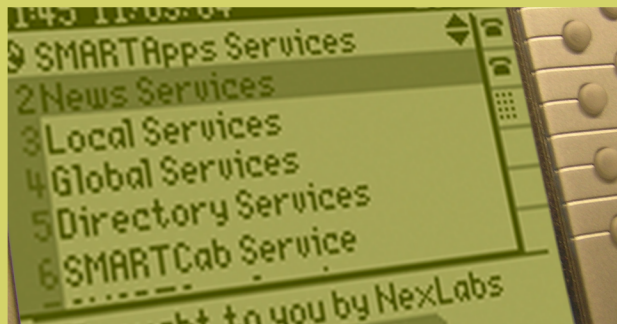 SMARTApps Services
2 News Services
3 Local Services
4 Global Services
5 Directory Services
6 SMARTCab Service
to you by NexLabs